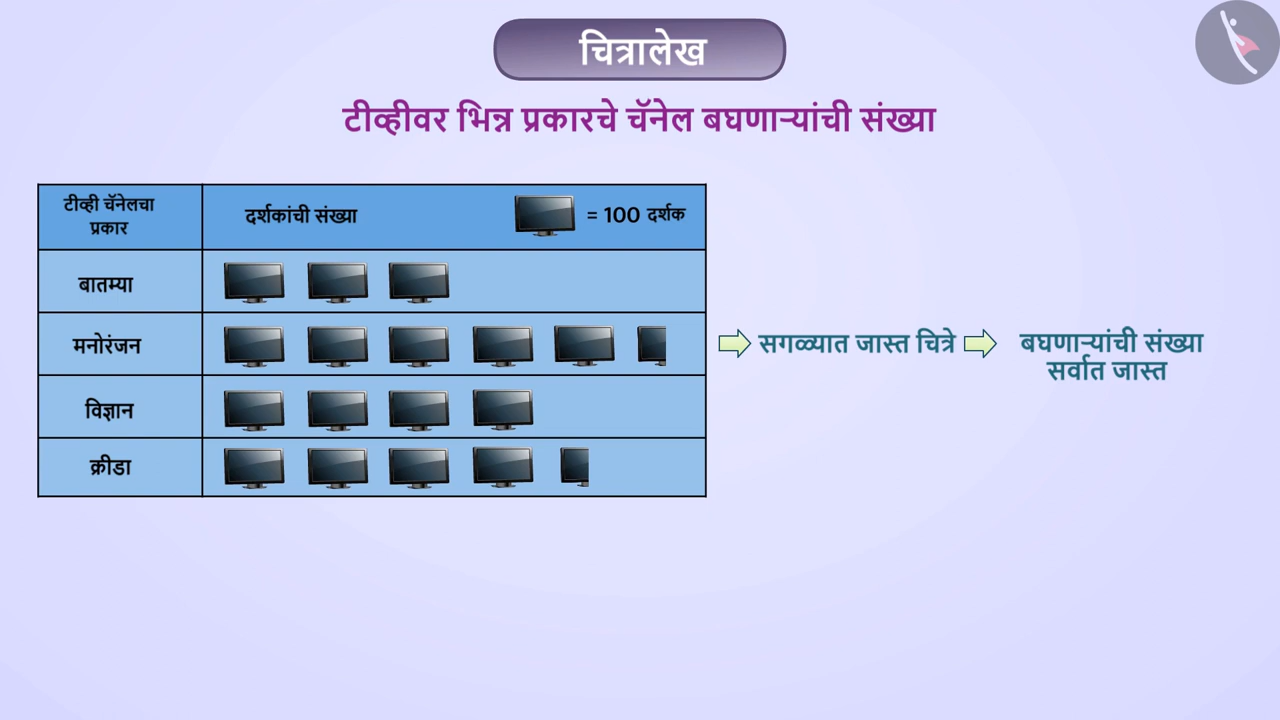 चित्रालेख
टीव्हीवर भिन्न प्रकारचे चॅनेल बघणाऱ्यांची संख्या
टीव्ही चॅनेलचा
प्रकार
दर्शकांची संख्या
= 100 दर्शक
बातम्या
मनोरंजन
सगळ्यात जास्त चित्रे
बघणाऱ्यांची संख्या
सर्वात जास्त
विज्ञान
क्रीडा